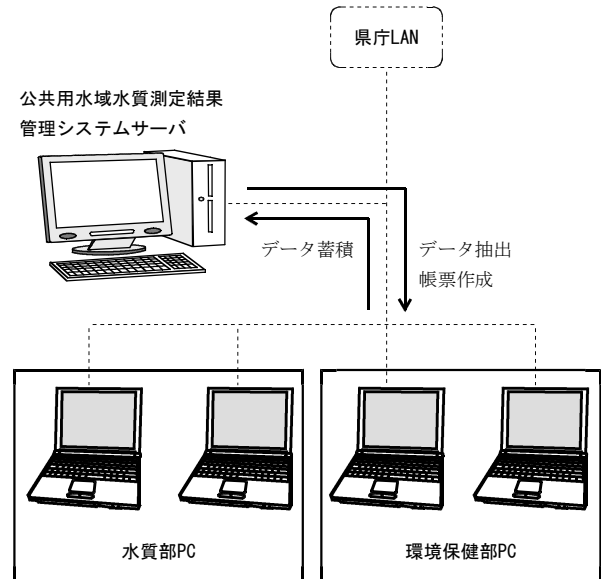 県庁LAN
公共用水域水質測定結果
管理システムサーバ
データ蓄積
データ抽出
帳票作成
水質部PC
環境保健部PC